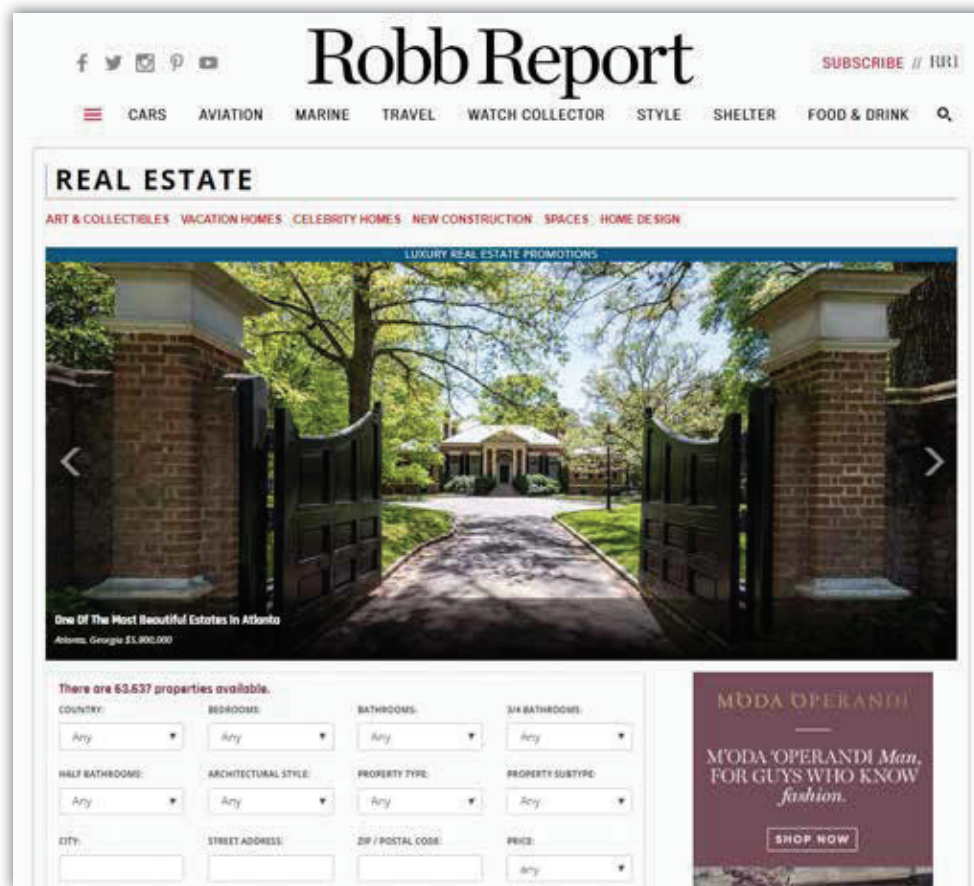 Robb Report
SUBSCRIBE // RR1
CARS AVIATION MARINE TRAVEL WATCH COLLECTOR STYLE SHELTER FOOD & DRINK
REAL ESTATE
ART & COLLECTIBLES VACATION HOMES CELEBRITY HOMES NEW CONSTRUCTION SPACES HOME DESIGN
LUXURY REAL ESTATE PROMOTIONS
One Of The Most Beautiful Estates In Atlanta
Atlanta, Georgia $5,900,000
There are 63,637 properties available.
COUNTRY: BEDROOMS: BATHROOMS: 3/4 BATHROOMS:
Any Any Any Any
HALF BATHROOMS: ARCHITECTURAL STYLE: PROPERTY TYPE: PROPERTY SUBTYPE:
Any Any Any Any
CITY: STREET ADDRESS: ZIP / POSTAL CODE: PRICE:
Any
MODA OPERANDI
M'ODA 'OPERANDI Man,
FOR GUYS WHO KNOW
fashion.
SHOP NOW